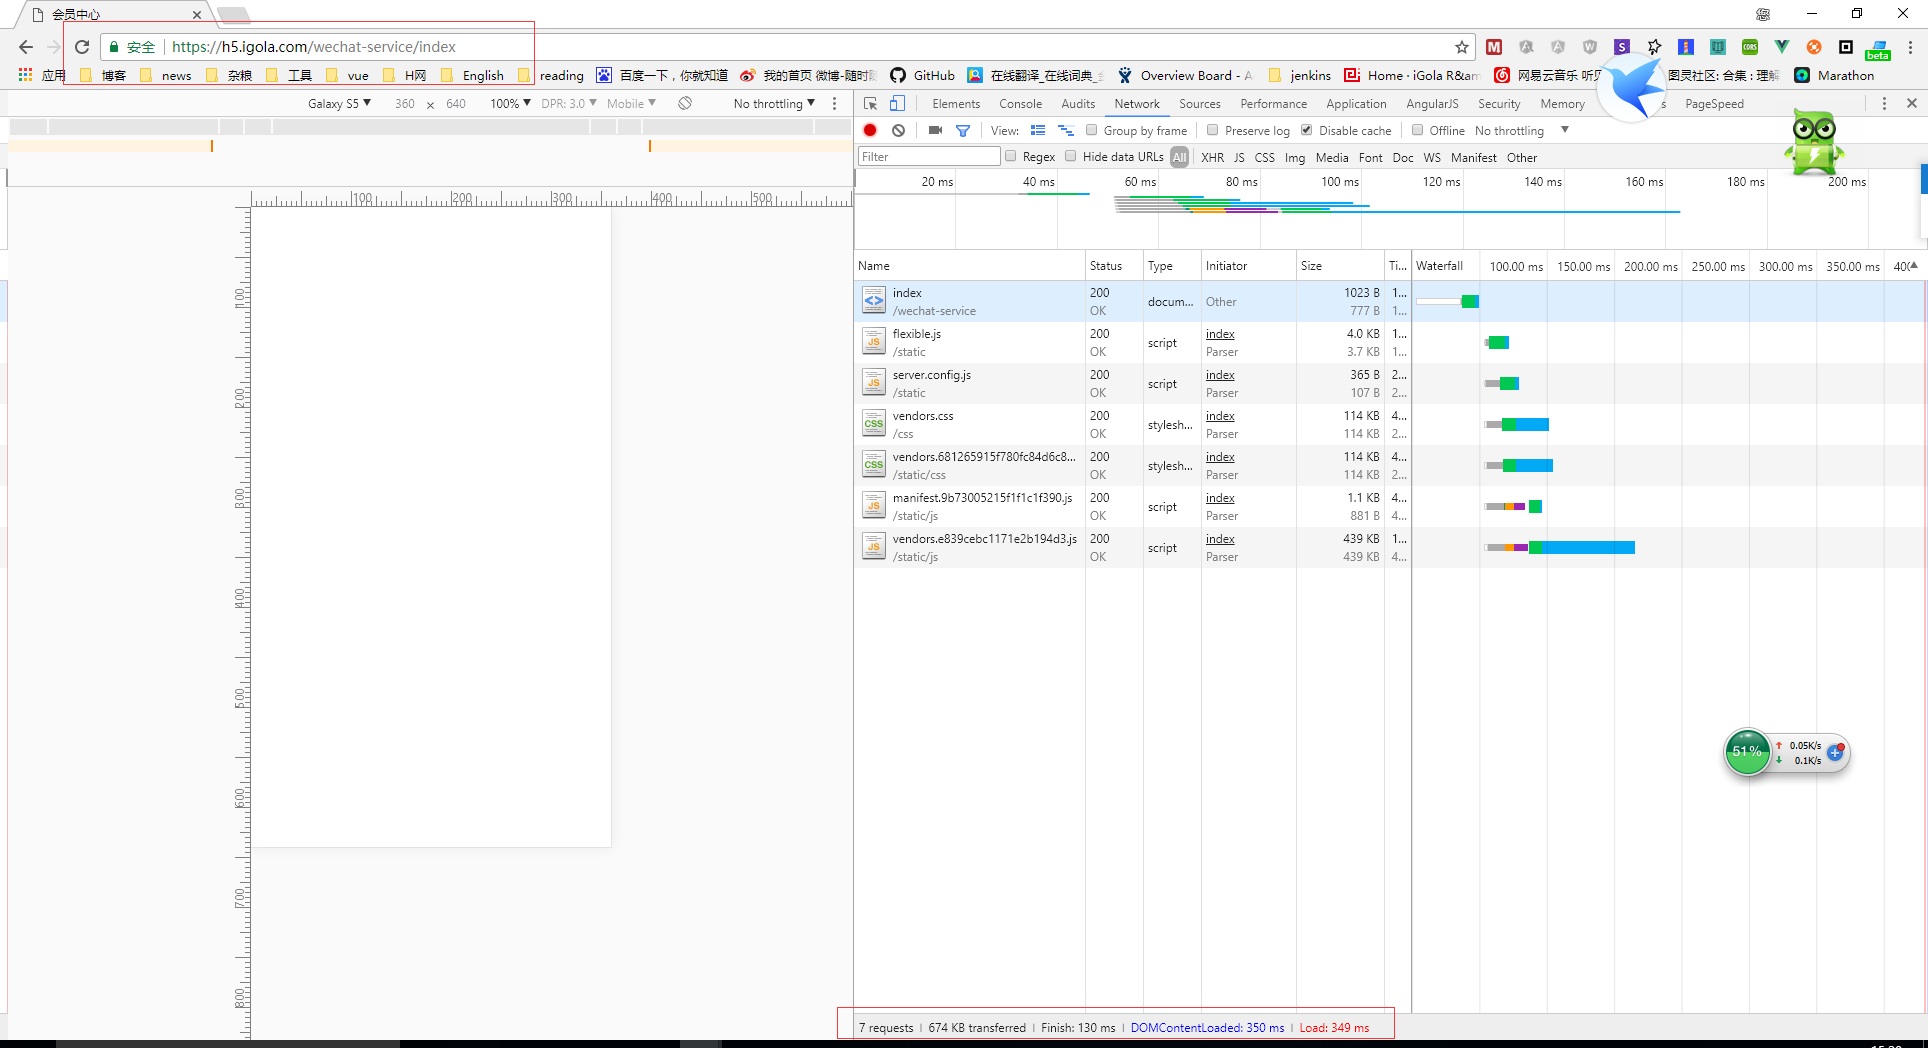 会员中心
安全 https://h5.igola.com/wechat-service/index
应用 博客 news 杂粮 工具 vue H网 English reading 百度一下，你就知道 我的首页 微博-随时随 GitHub 在线翻译_在线词典_ Overview Board - A jenkins Home · iGola R&am 网易云音乐 听见 图灵社区: 合集 : 理解 Marathon
beta
Galaxy S5 360 × 640 100% DPR: 3.0 Mobile No throttling
Elements Console Audits Network Sources Performance Application AngularJS Security Memory PageSpeed
View: Group by frame Preserve log Disable cache Offline No throttling
Filter Regex Hide data URLs All XHR JS CSS Img Media Font Doc WS Manifest Other
20 ms 40 ms 60 ms 80 ms 100 ms 120 ms 140 ms 160 ms 180 ms 200 ms
100 200 300 400 500
100
200
300
400
500
600
700
800
Name Status Type Initiator Size Ti... Waterfall 100.00 ms 150.00 ms 200.00 ms 250.00 ms 300.00 ms 350.00 ms
index 200 docum... Other 1023 B 1...
/wechat-service OK 777 B 1...
flexible.js 200 script index 4.0 KB 1...
/static OK Parser 3.7 KB 1...
server.config.js 200 script index 365 B 2...
/static OK Parser 107 B 2...
vendors.css 200 stylesh... index 114 KB 4...
/css OK Parser 114 KB 2...
vendors.681265915f780fc84d6c8... 200 stylesh... index 114 KB 4...
/static/css OK Parser 114 KB 2...
manifest.9b73005215f1f1c1f390.js 200 script index 1.1 KB 4...
/static/js OK Parser 881 B 4...
vendors.e839cebc1171e2b194d3.js 200 script index 439 KB 1...
/static/js OK Parser 439 KB 4...
51% 0.05K/s
0.1K/s
7 requests | 674 KB transferred | Finish: 130 ms | DOMContentLoaded: 350 ms | Load: 349 ms